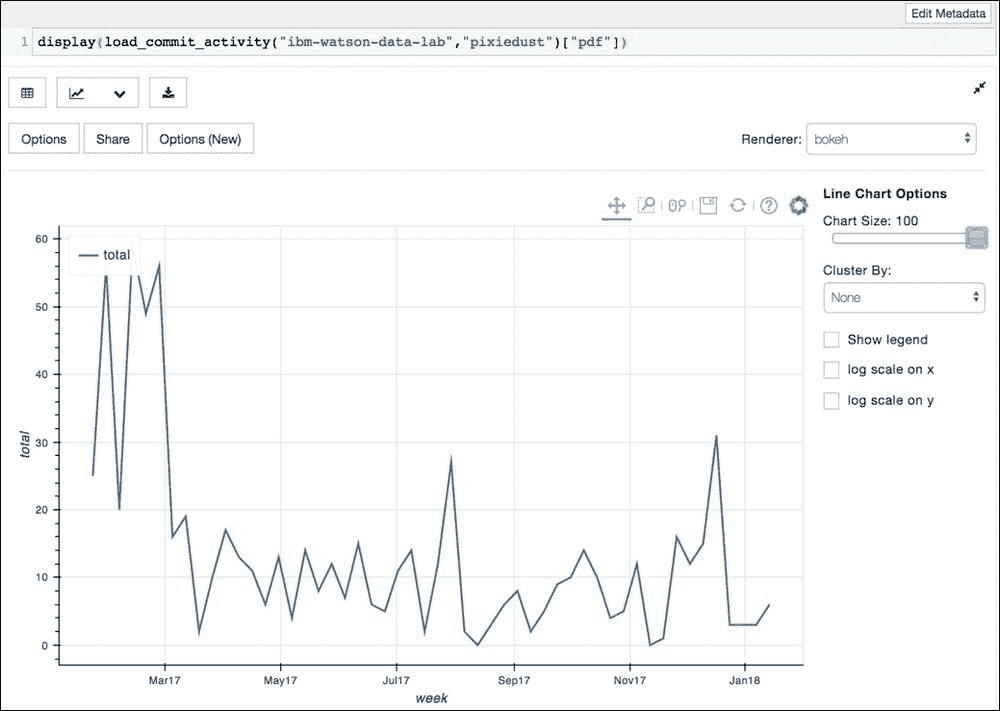 Edit Metadata
1 display(load_commit_activity("ibm-watson-data-lab","pixiedust")["pdf"])
Options Share Options (New) Renderer: bokeh
Line Chart Options
Chart Size: 100
Cluster By:
None
Show legend
log scale on x
log scale on y
total
60
50
40
30
20
10
0
total
Mar17 May17 Jul17 Sep17 Nov17 Jan18
week